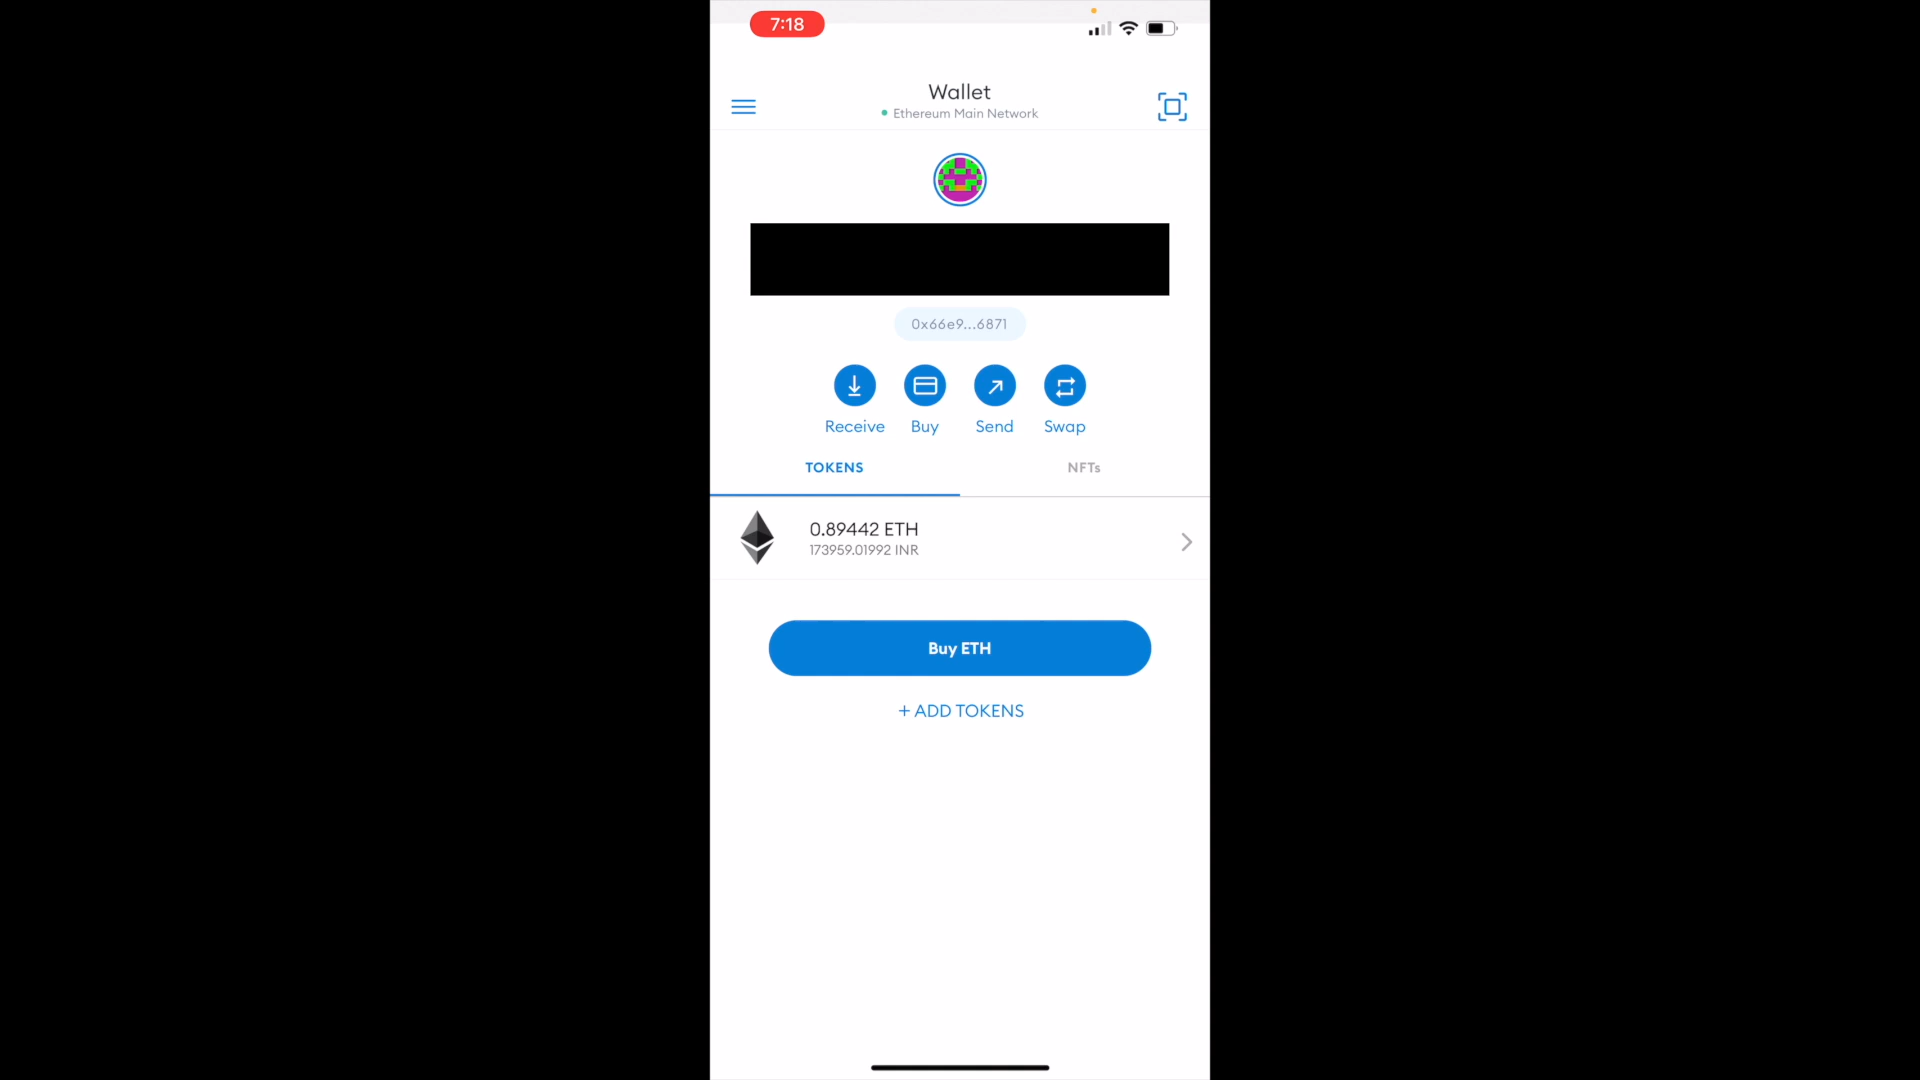 7:18
Wallet
Ethereum Main Network
0x66e9...6871
Receive Buy Send Swap
TOKENS NFTs
0.89442 ETH
173959.01992 INR
Buy ETH
+ ADD TOKENS